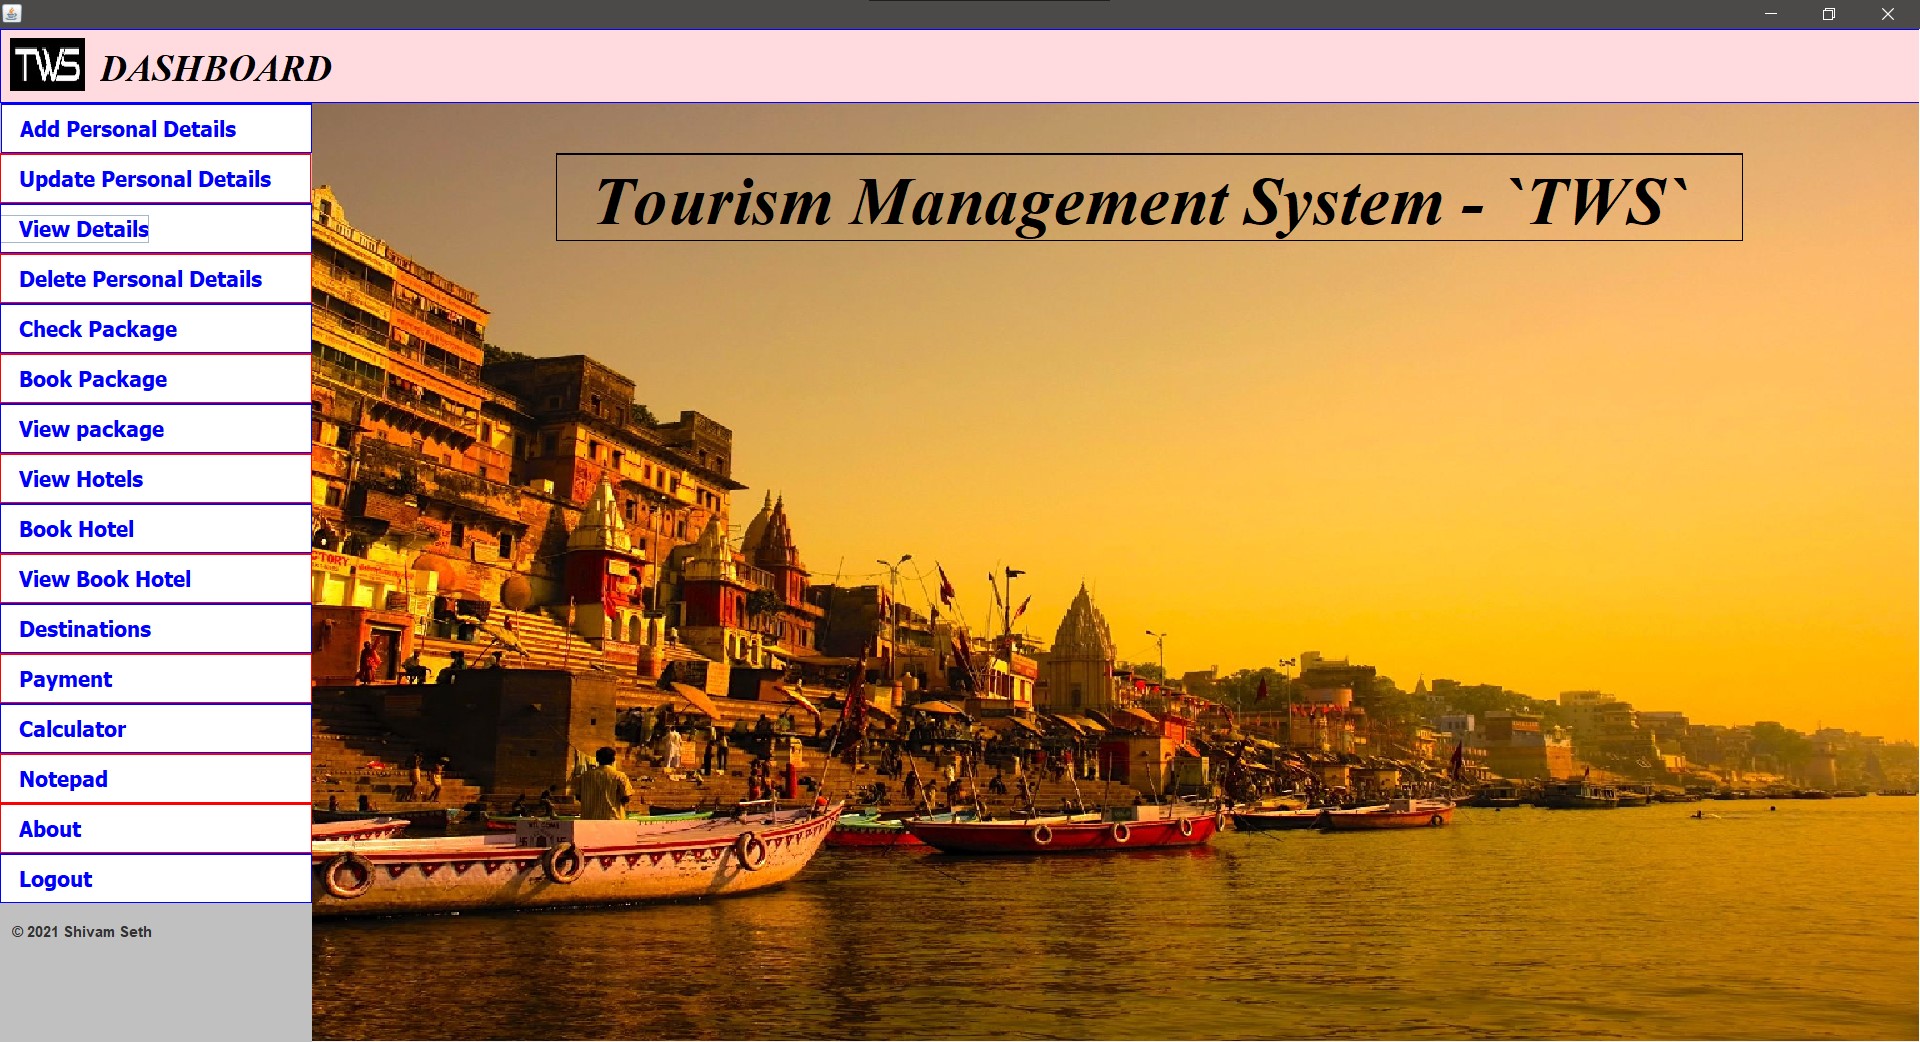 TWS DASHBOARD
Add Personal Details
Update Personal Details
View Details
Delete Personal Details
Check Package
Book Package
View package
View Hotels
Book Hotel
View Book Hotel
Destinations
Payment
Calculator
Notepad
About
Logout
© 2021 Shivam Seth
Tourism Management System - `TWS`